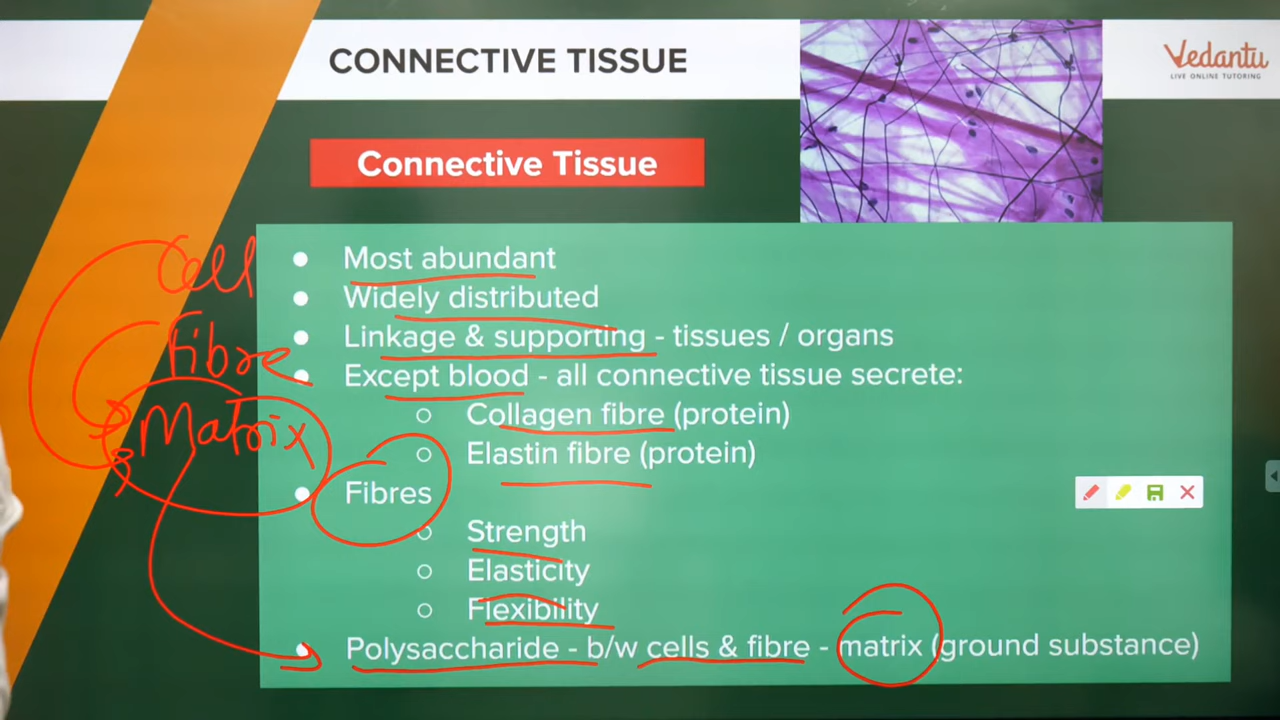 CONNECTIVE TISSUE
Vedantu
LIVE ONLINE TUTORING
Connective Tissue
Cell
Fibre
Matrix
• Most abundant
• Widely distributed
• Linkage & supporting - tissues / organs
• Except blood - all connective tissue secrete:
○ Collagen fibre (protein)
○ Elastin fibre (protein)
• Fibres
○ Strength
○ Elasticity
○ Flexibility
• Polysaccharide - b/w cells & fibre - matrix (ground substance)